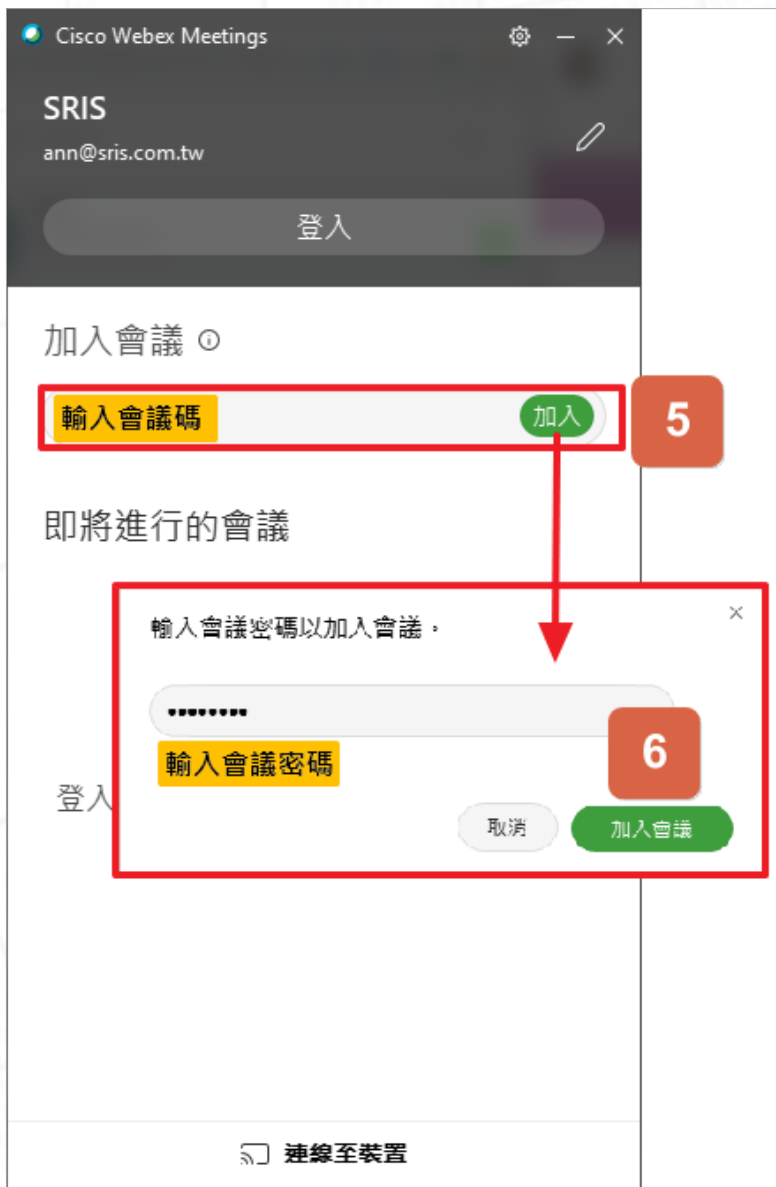 Cisco Webex Meetings
SRIS
ann@sris.com.tw
登入
加入會議
輸入會議碼 加入
5
即將進行的會議
輸入會議密碼以加入會議。
••••••••
輸入會議密碼
6
登入
取消 加入會議
連線至裝置